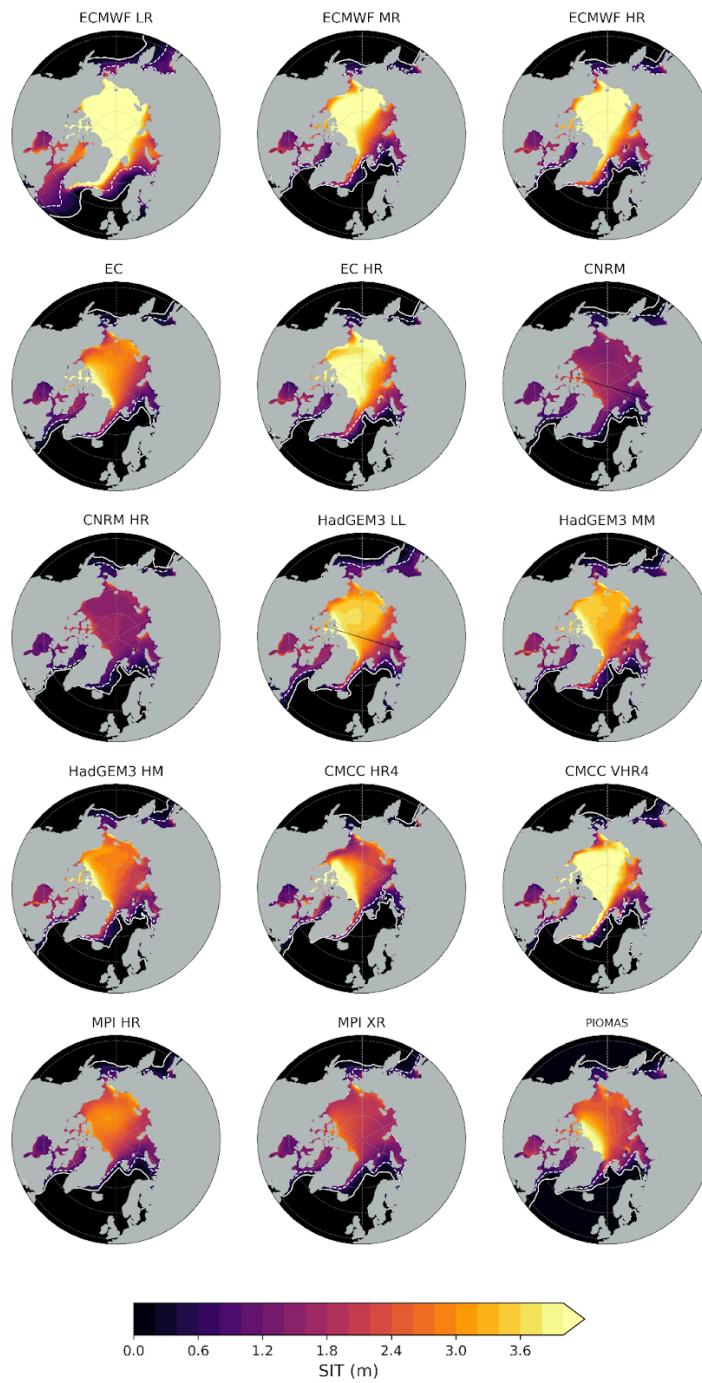 ECMWF LR ECMWF MR ECMWF HR
EC EC HR CNRM
CNRM HR HadGEM3 LL HadGEM3 MM
HadGEM3 HM CMCC HR4 CMCC VHR4
MPI HR MPI XR PIOMAS
0.0 0.6 1.2 1.8 2.4 3.0 3.6
SIT (m)